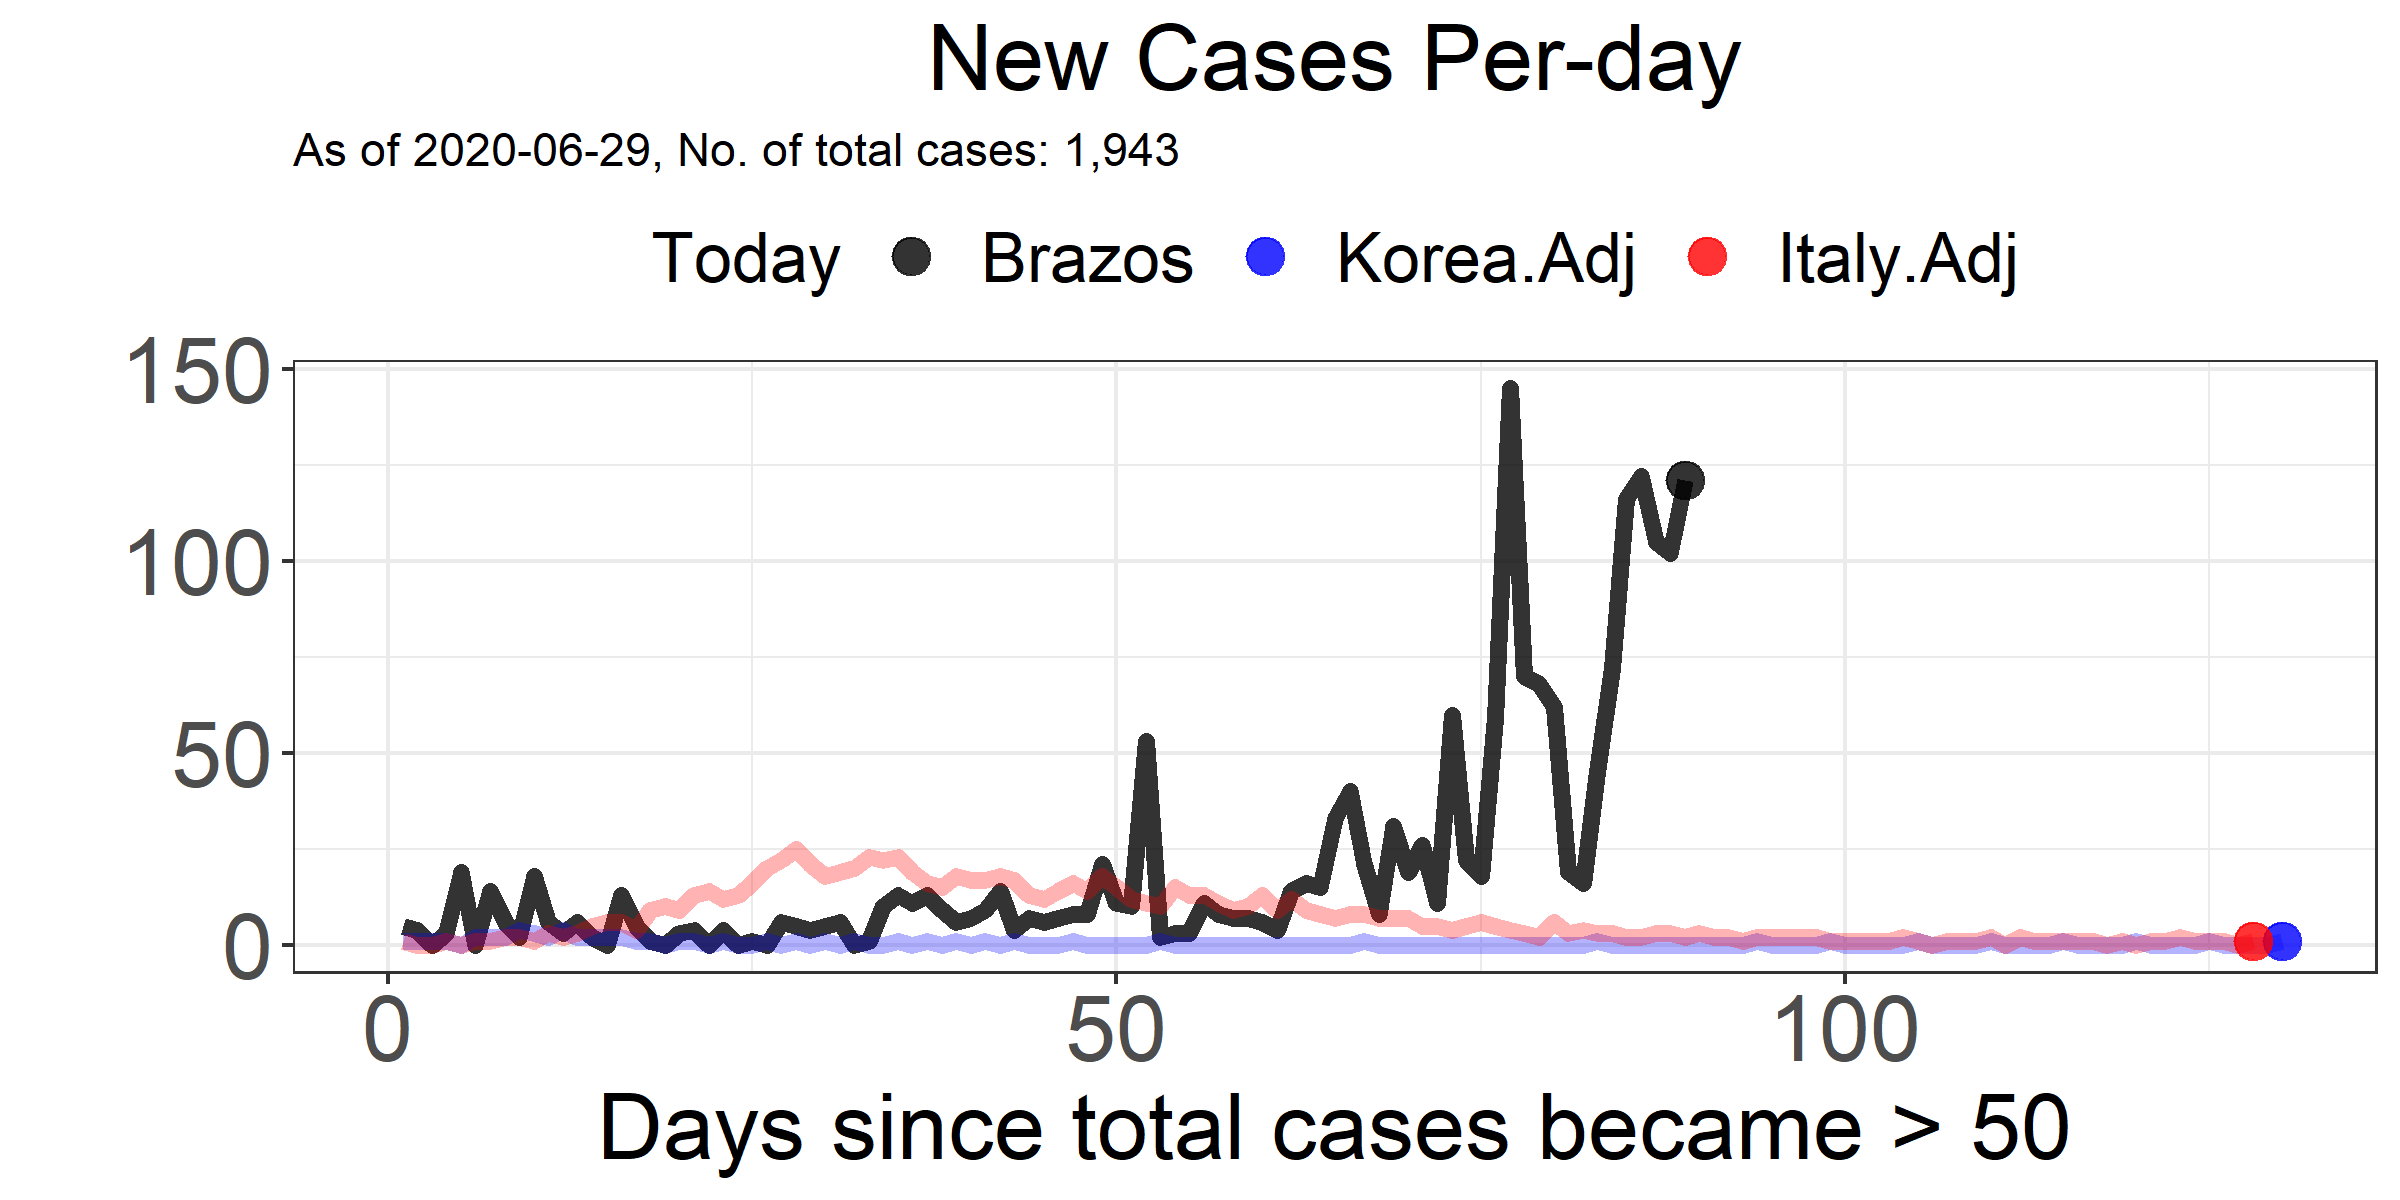 New Cases Per-day
As of 2020-06-29, No. of total cases: 1,943
Today Brazos Korea.Adj Italy.Adj
150
100
50
0
0 50 100
Days since total cases became > 50